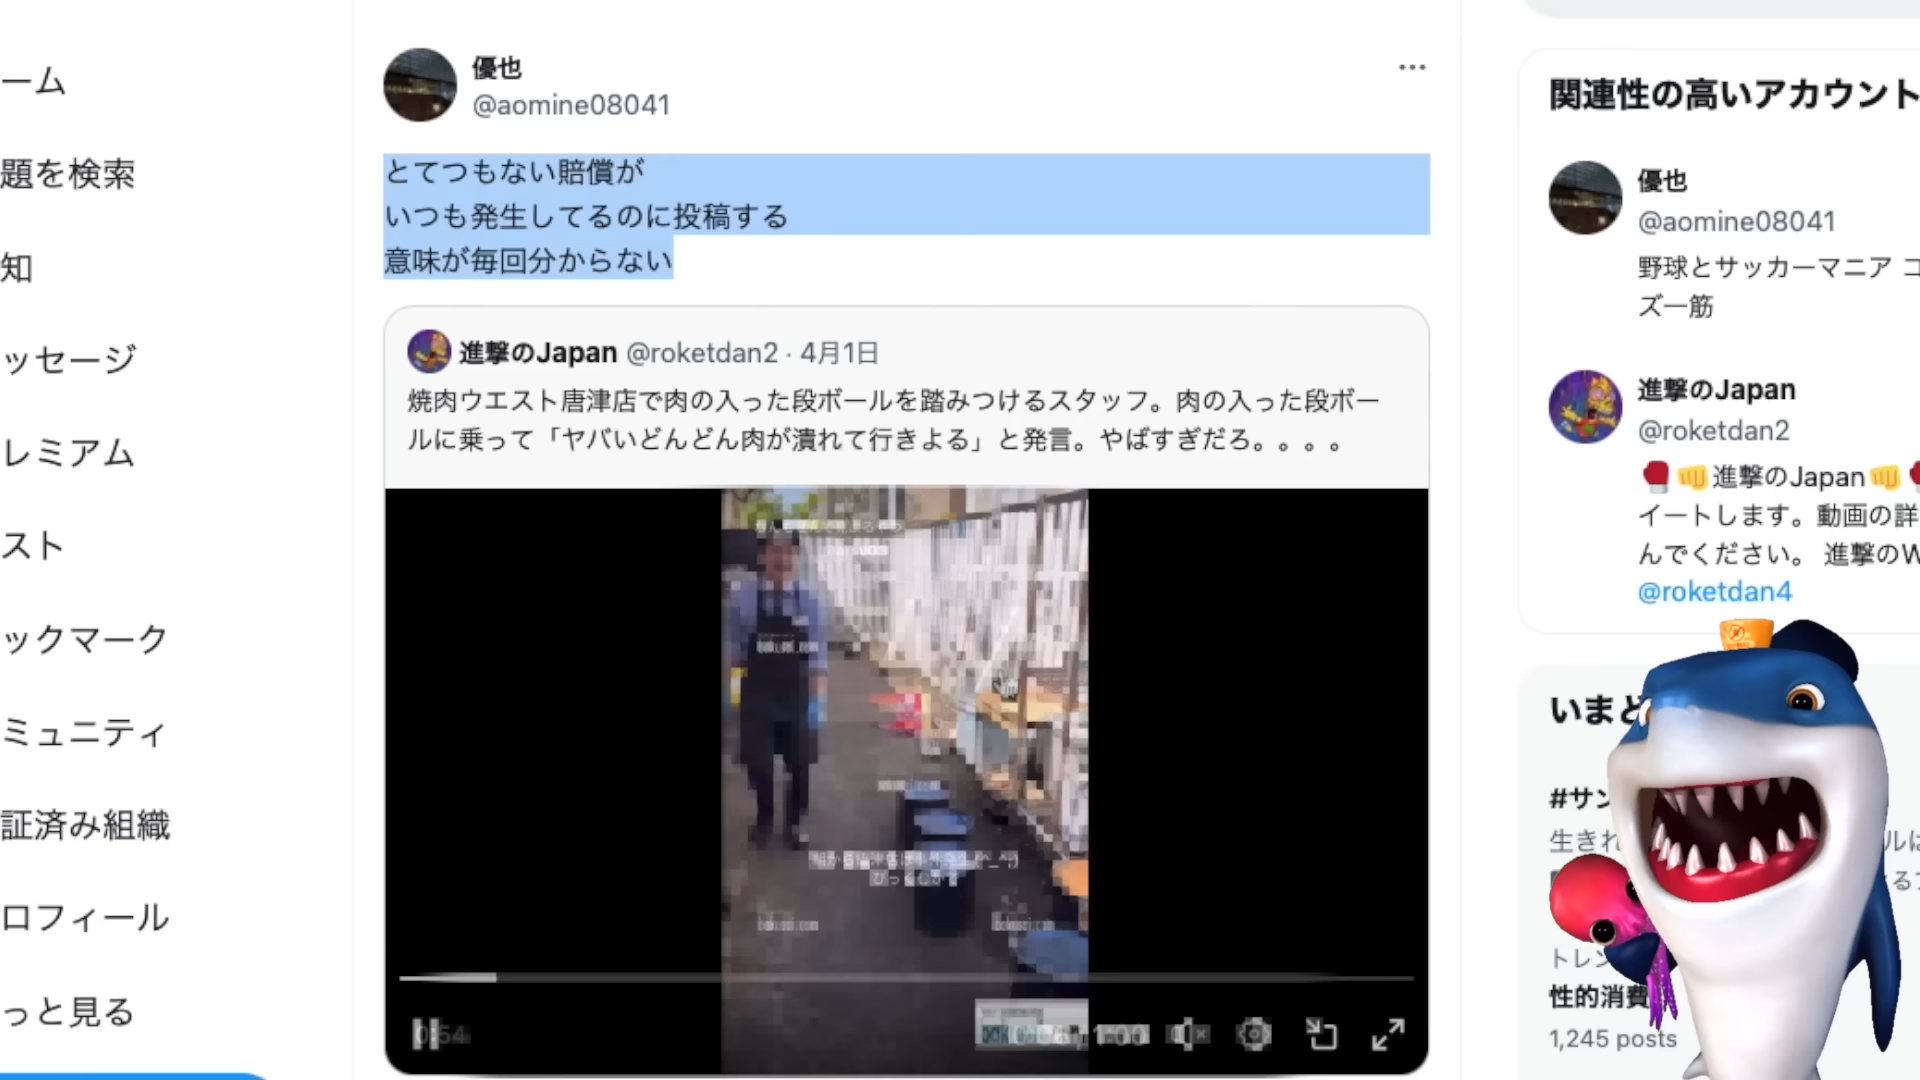 ーム
題を検索
知
ッセージ
レミアム
スト
ックマーク
ミュニティ
証済み組織
ロフィール
っと見る
優也
@aomine08041
とてつもない賠償が
いつも発生してるのに投稿する
意味が毎回分からない
進撃のJapan @roketdan2 · 4月1日
焼肉ウエスト唐津店で肉の入った段ボールを踏みつけるスタッフ。肉の入った段ボー
ルに乗って「ヤバいどんどん肉が潰れて行きよる」と発言。やばすぎだろ。。。。
0:54
関連性の高いアカウント
優也
@aomine08041
野球とサッカーマニア コ
ズ一筋
進撃のJapan
@roketdan2
進撃のJapan
イートします。動画の詳
んでください。 進撃のW
@roketdan4
いまど
#サン
生きれ
トレン
性的消費
1,245 posts